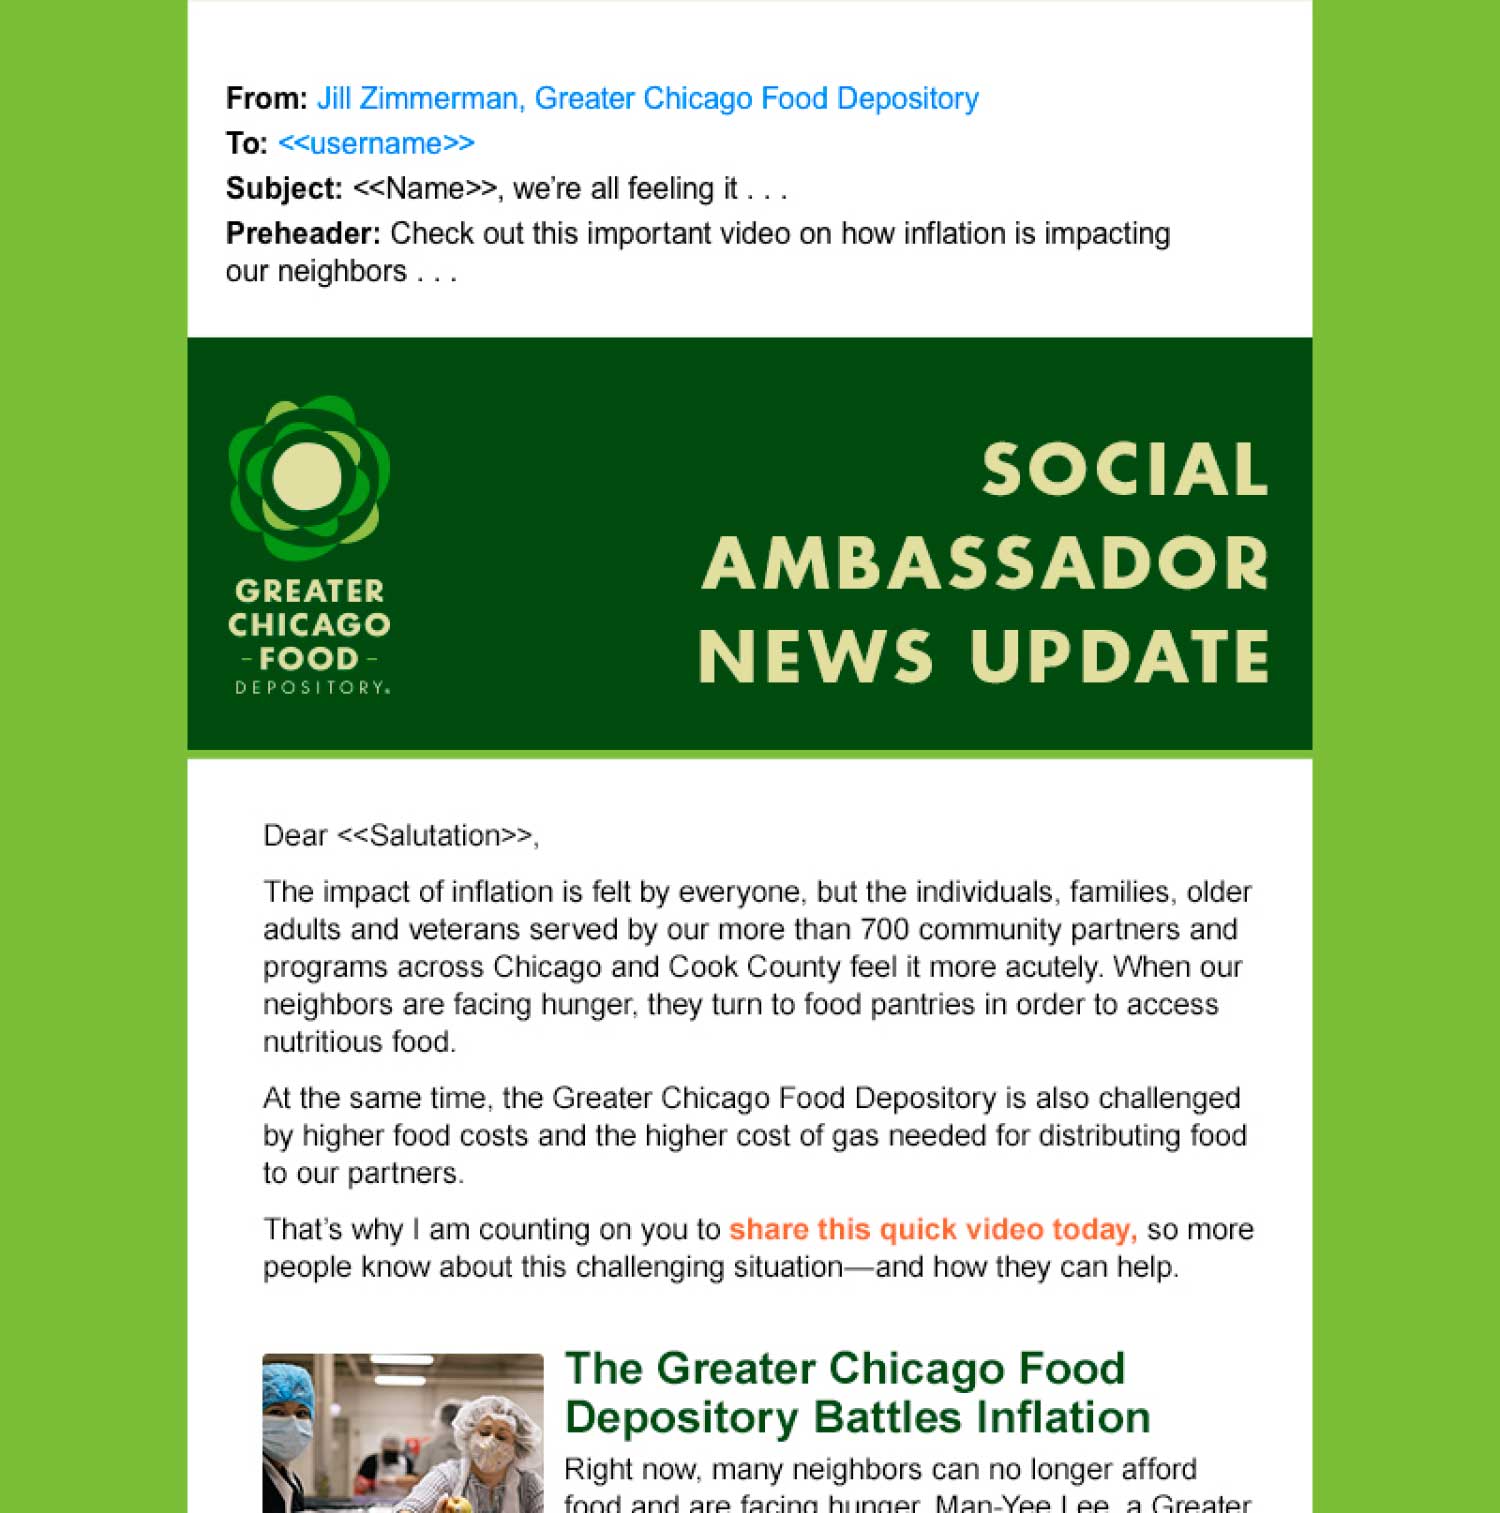 From: Jill Zimmerman, Greater Chicago Food Depository
To: <<username>>
Subject: <<Name>>, we’re all feeling it . . .
Preheader: Check out this important video on how inflation is impacting
our neighbors . . .
GREATER
CHICAGO
- FOOD -
DEPOSITORY
SOCIAL
AMBASSADOR
NEWS UPDATE
Dear <<Salutation>>,
The impact of inflation is felt by everyone, but the individuals, families, older
adults and veterans served by our more than 700 community partners and
programs across Chicago and Cook County feel it more acutely. When our
neighbors are facing hunger, they turn to food pantries in order to access
nutritious food.
At the same time, the Greater Chicago Food Depository is also challenged
by higher food costs and the higher cost of gas needed for distributing food
to our partners.
That’s why I am counting on you to share this quick video today, so more
people know about this challenging situation—and how they can help.
The Greater Chicago Food
Depository Battles Inflation
Right now, many neighbors can no longer afford
food and are facing hunger. Man-Yee Lee, a Greater